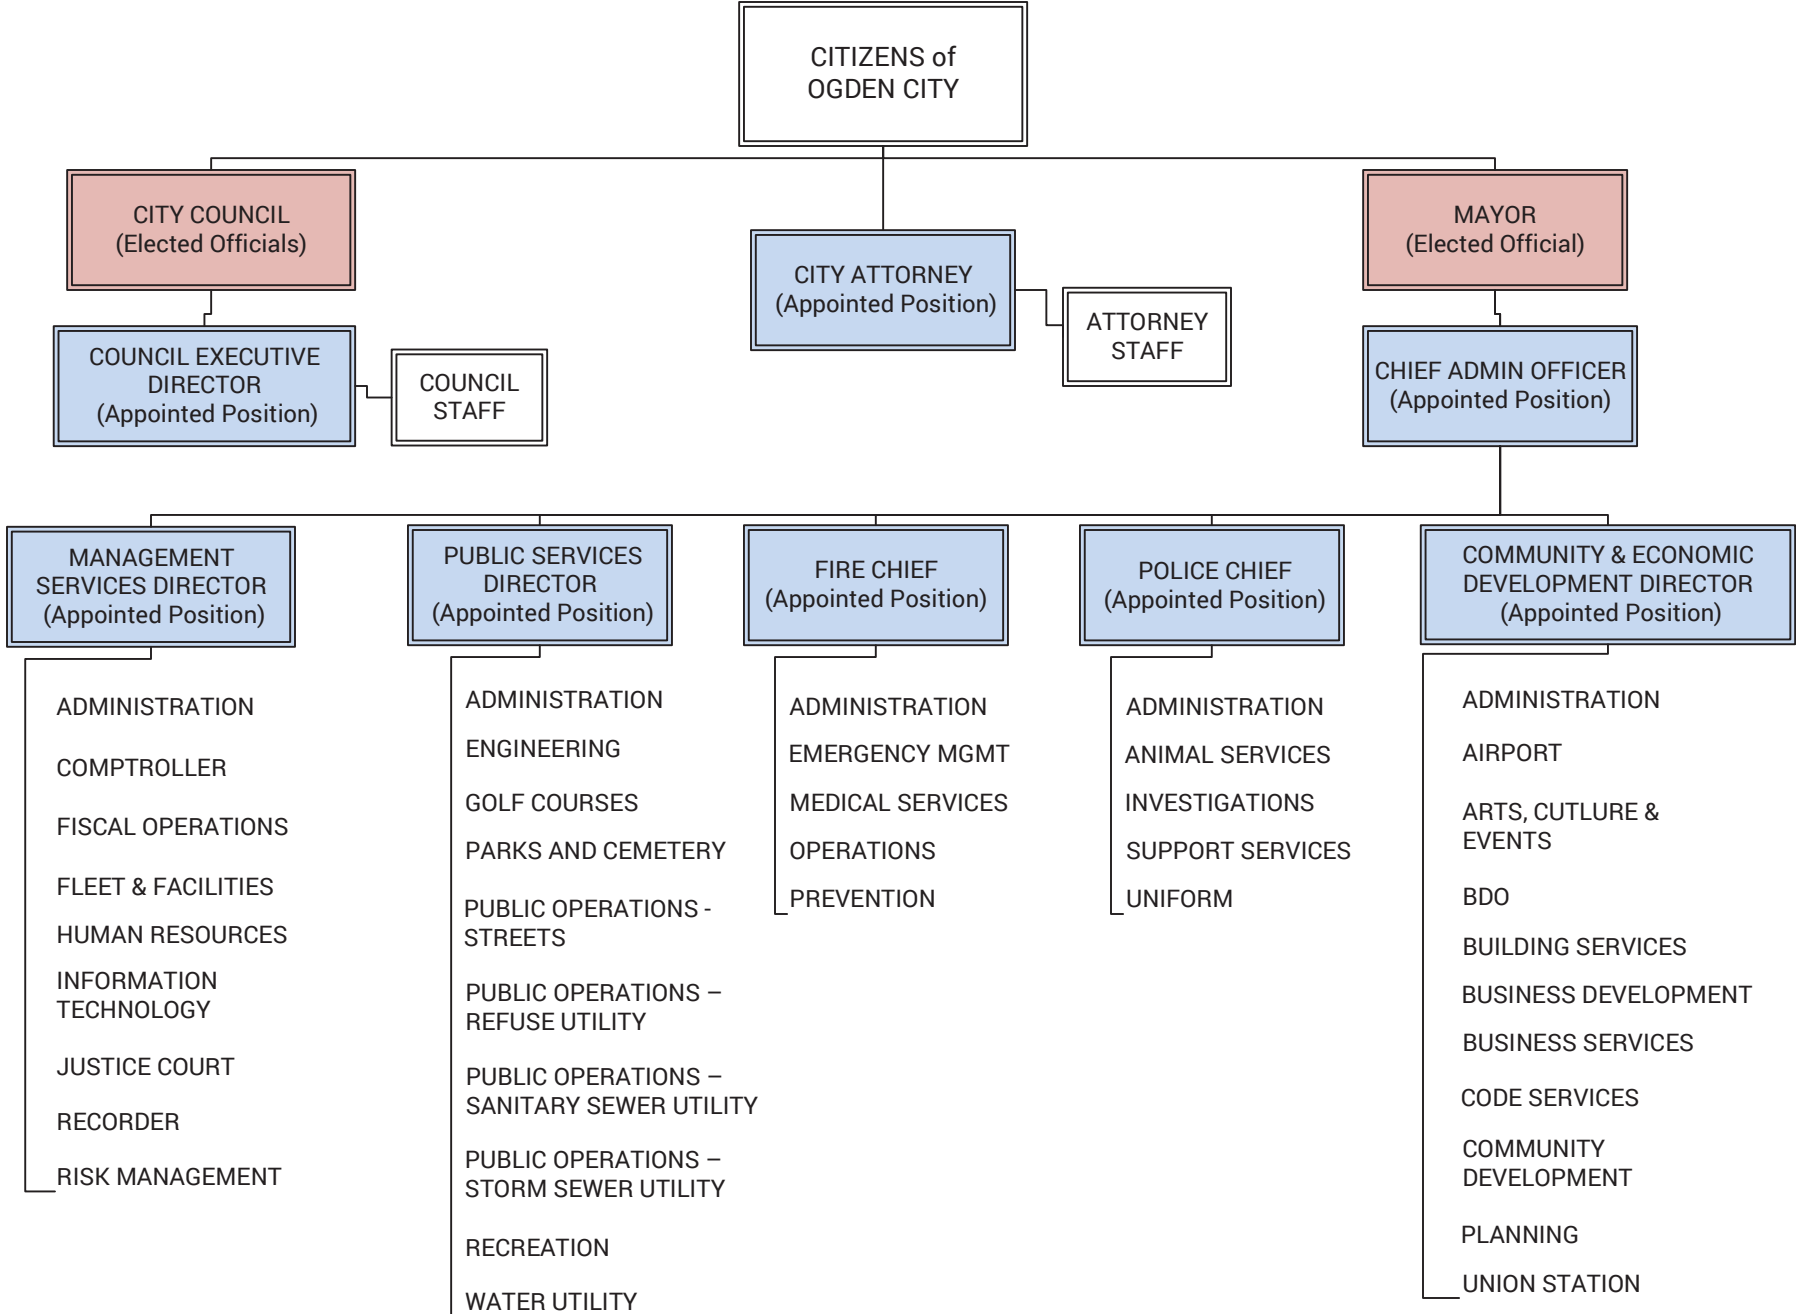 CITIZENS of
OGDEN CITY
CITY COUNCIL
(Elected Officials)
CITY ATTORNEY
(Appointed Position)
MAYOR
(Elected Official)
ATTORNEY
STAFF
COUNCIL EXECUTIVE
DIRECTOR
(Appointed Position)
COUNCIL
STAFF
CHIEF ADMIN OFFICER
(Appointed Position)
MANAGEMENT
SERVICES DIRECTOR
(Appointed Position)
ADMINISTRATION
COMPTROLLER
FISCAL OPERATIONS
FLEET & FACILITIES
HUMAN RESOURCES
INFORMATION
TECHNOLOGY
JUSTICE COURT
RECORDER
RISK MANAGEMENT
PUBLIC SERVICES
DIRECTOR
(Appointed Position)
ADMINISTRATION
ENGINEERING
GOLF COURSES
PARKS AND CEMETERY
PUBLIC OPERATIONS -
STREETS
PUBLIC OPERATIONS –
REFUSE UTILITY
PUBLIC OPERATIONS –
SANITARY SEWER UTILITY
PUBLIC OPERATIONS –
STORM SEWER UTILITY
RECREATION
WATER UTILITY
FIRE CHIEF
(Appointed Position)
ADMINISTRATION
EMERGENCY MGMT
MEDICAL SERVICES
OPERATIONS
PREVENTION
POLICE CHIEF
(Appointed Position)
ADMINISTRATION
ANIMAL SERVICES
INVESTIGATIONS
SUPPORT SERVICES
UNIFORM
COMMUNITY & ECONOMIC
DEVELOPMENT DIRECTOR
(Appointed Position)
ADMINISTRATION
AIRPORT
ARTS, CUTLURE &
EVENTS
BDO
BUILDING SERVICES
BUSINESS DEVELOPMENT
BUSINESS SERVICES
CODE SERVICES
COMMUNITY
DEVELOPMENT
PLANNING
UNION STATION